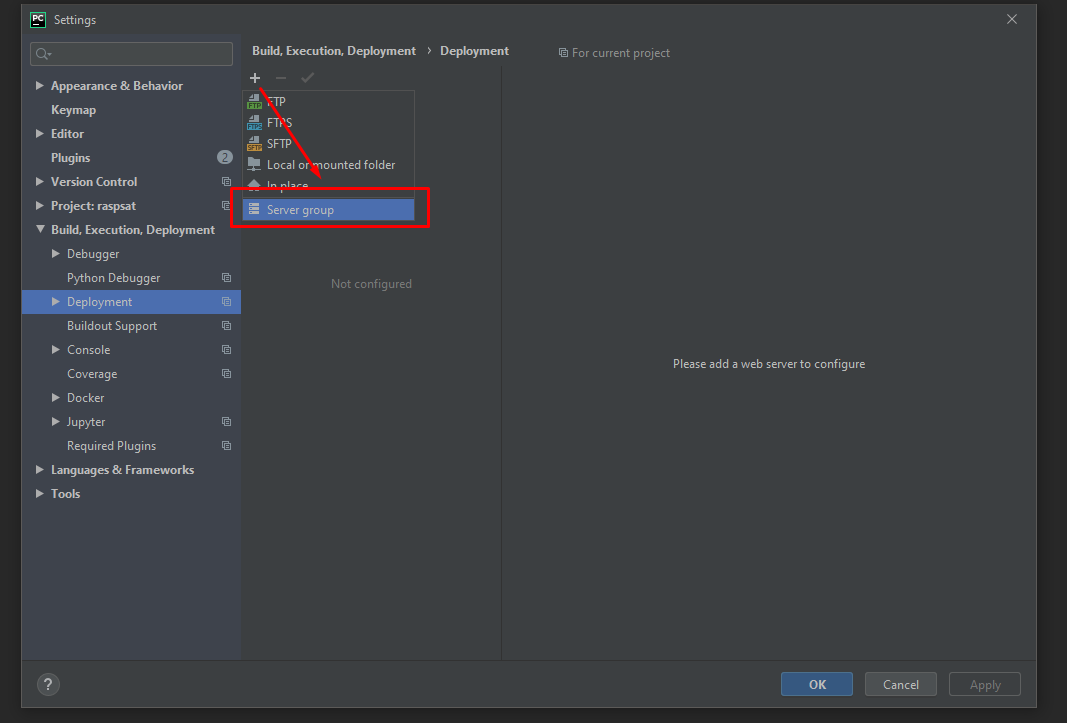 PC Settings
Build, Execution, Deployment › Deployment For current project
Appearance & Behavior
Keymap
Editor
Plugins 2
Version Control
Project: raspsat
Build, Execution, Deployment
Debugger
Python Debugger
Deployment
Buildout Support
Console
Coverage
Docker
Jupyter
Required Plugins
Languages & Frameworks
Tools
FTP FTP
FTPS FTPS
SFTP SFTP
Local or mounted folder
In place
Server group
Not configured
Please add a web server to configure
? OK Cancel Apply